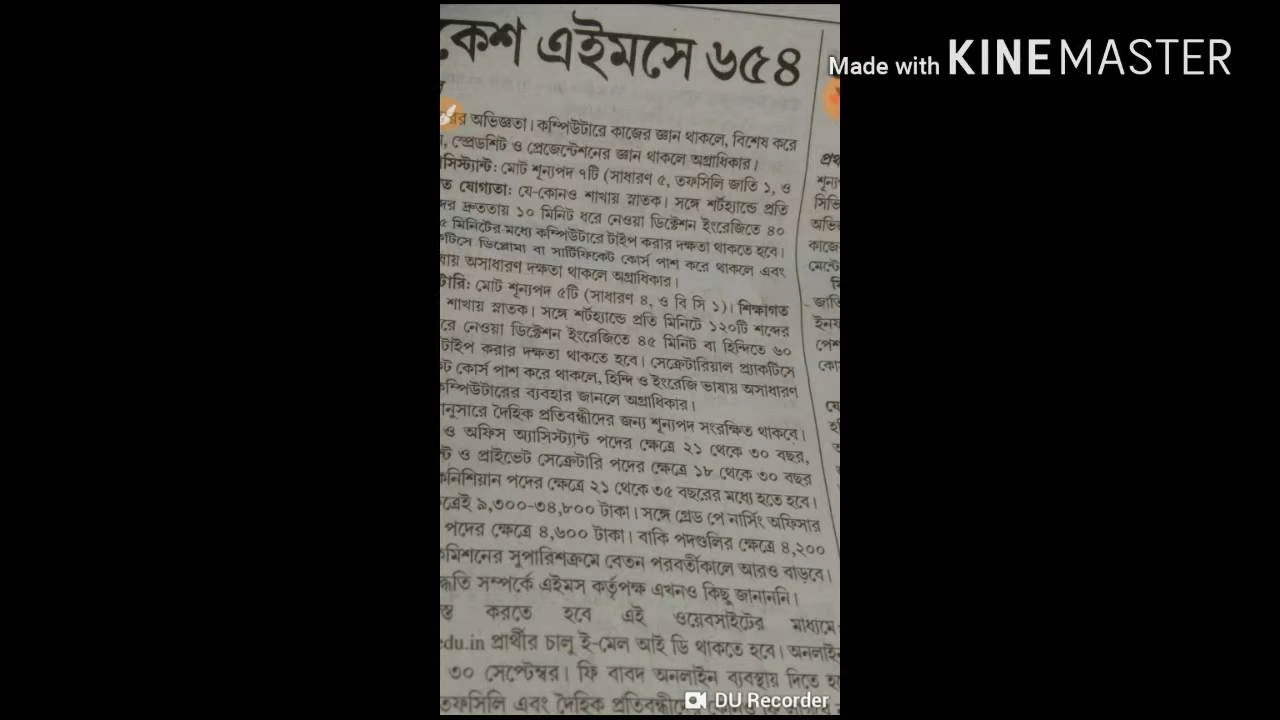 কেশ এইমসে ৬৫৪
Made with KINEMASTER
অভিজ্ঞতা। কম্পিউটারে কাজের জ্ঞান থাকলে, বিশেষ করে
স্প্রেডশিট ও প্রেজেন্টেশনের জ্ঞান থাকলে অগ্রাধিকার।
সিস্ট্যান্ট: মোট শূন্যপদ ৭টি (সাধারণ ৫, তফসিলি জাতি ১, ও
ত যোগ্যতা: যে-কোনও শাখায় স্নাতক। সঙ্গে শর্টহ্যান্ডে প্রতি
দ্রুততায় ১০ মিনিট ধরে নেওয়া ডিক্টেশন ইংরেজিতে ৪০
৫ মিনিটের মধ্যে কম্পিউটারে টাইপ করার দক্ষতা থাকতে হবে।
কটিসে ডিপ্লোমা বা সার্টিফিকেট কোর্স পাশ করে থাকলে এবং
ষায় অসাধারণ দক্ষতা থাকলে অগ্রাধিকার।
টারি: মোট শূন্যপদ ৫টি (সাধারণ ৪, ও বি সি ১)। শিক্ষাগত
শাখায় স্নাতক। সঙ্গে শর্টহ্যান্ডে প্রতি মিনিটে ১২০টি শব্দের
রে নেওয়া ডিক্টেশন ইংরেজিতে ৪৫ মিনিট বা হিন্দিতে ৬০
টাইপ করার দক্ষতা থাকতে হবে। সেক্রেটারিয়াল প্র্যাকটিসে
ট কোর্স পাশ করে থাকলে, হিন্দি ও ইংরেজি ভাষায় অসাধারণ
কম্পিউটারের ব্যবহার জানলে অগ্রাধিকার।
নুসারে দৈহিক প্রতিবন্ধীদের জন্য শূন্যপদ সংরক্ষিত থাকবে।
ও অফিস অ্যাসিস্ট্যান্ট পদের ক্ষেত্রে ২১ থেকে ৩০ বছর,
ট ও প্রাইভেট সেক্রেটারি পদের ক্ষেত্রে ১৮ থেকে ৩০ বছর
কনিশিয়ান পদের ক্ষেত্রে ২১ থেকে ৩৫ বছরের মধ্যে হতে হবে।
ত্রেই ৯,৩০০-৩৪,৮০০ টাকা। সঙ্গে গ্রেড পে নার্সিং অফিসার
পদের ক্ষেত্রে ৪,৬০০ টাকা। বাকি পদগুলির ক্ষেত্রে ৪,২০০
কমিশনের সুপারিশক্রমে বেতন পরবর্তীকালে আরও বাড়বে।
দ্ধতি সম্পর্কে এইমস কর্তৃপক্ষ এখনও কিছু জানাননি।
স্ত করতে হবে এই ওয়েবসাইটের মাধ্যমে
edu.in প্রার্থীর চালু ই-মেল আই ডি থাকতে হবে। অনলাইন
৩০ সেপ্টেম্বর। ফি বাবদ অনলাইন ব্যবস্থায় দিতে
তফসিলি এবং দৈহিক
প্রথ
শূন্য
সিভি
অভি
কাজে
মেন্টে
জাতি
ইনফ
পেশ
কো
যে
DU Recorder